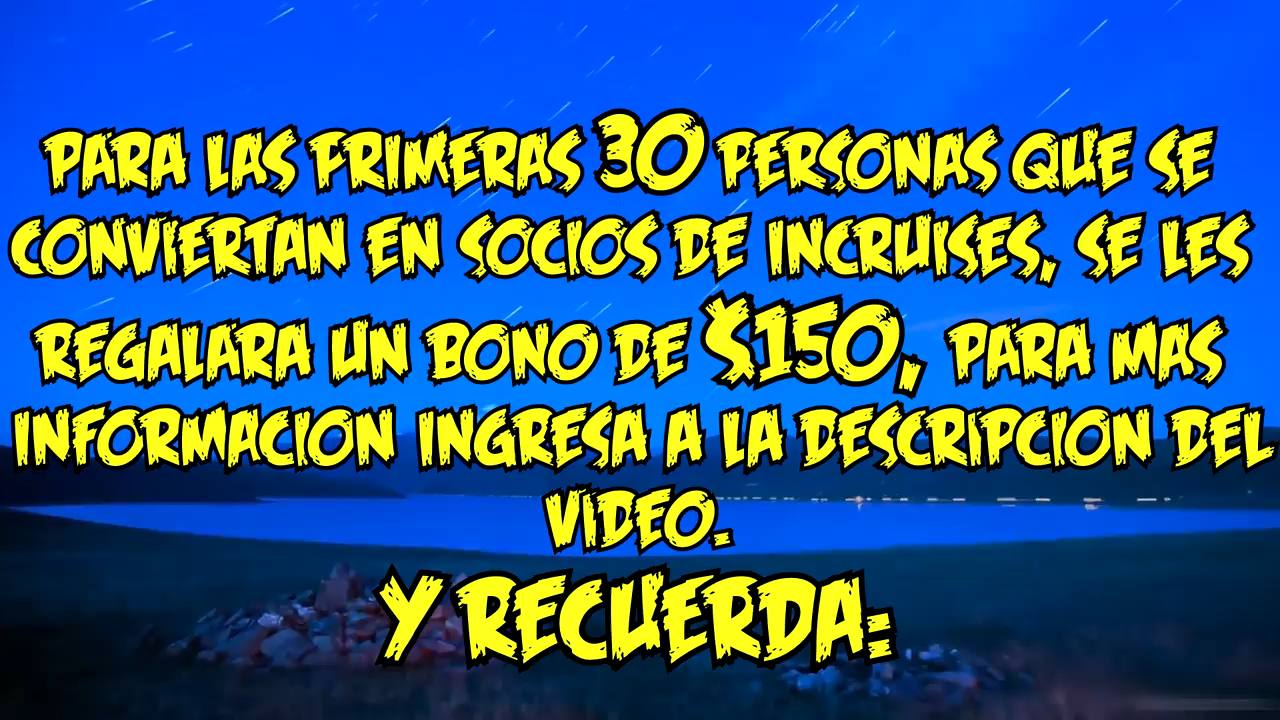 PARA LAS PRIMERAS 30 PERSONAS QUE SE
CONVIERTAN EN SOCIOS DE INCRUISES, SE LES
REGALARA UN BONO DE $150, PARA MAS
INFORMACION INGRESA A LA DESCRIPCION DEL
VIDEO.
Y RECUERDA: